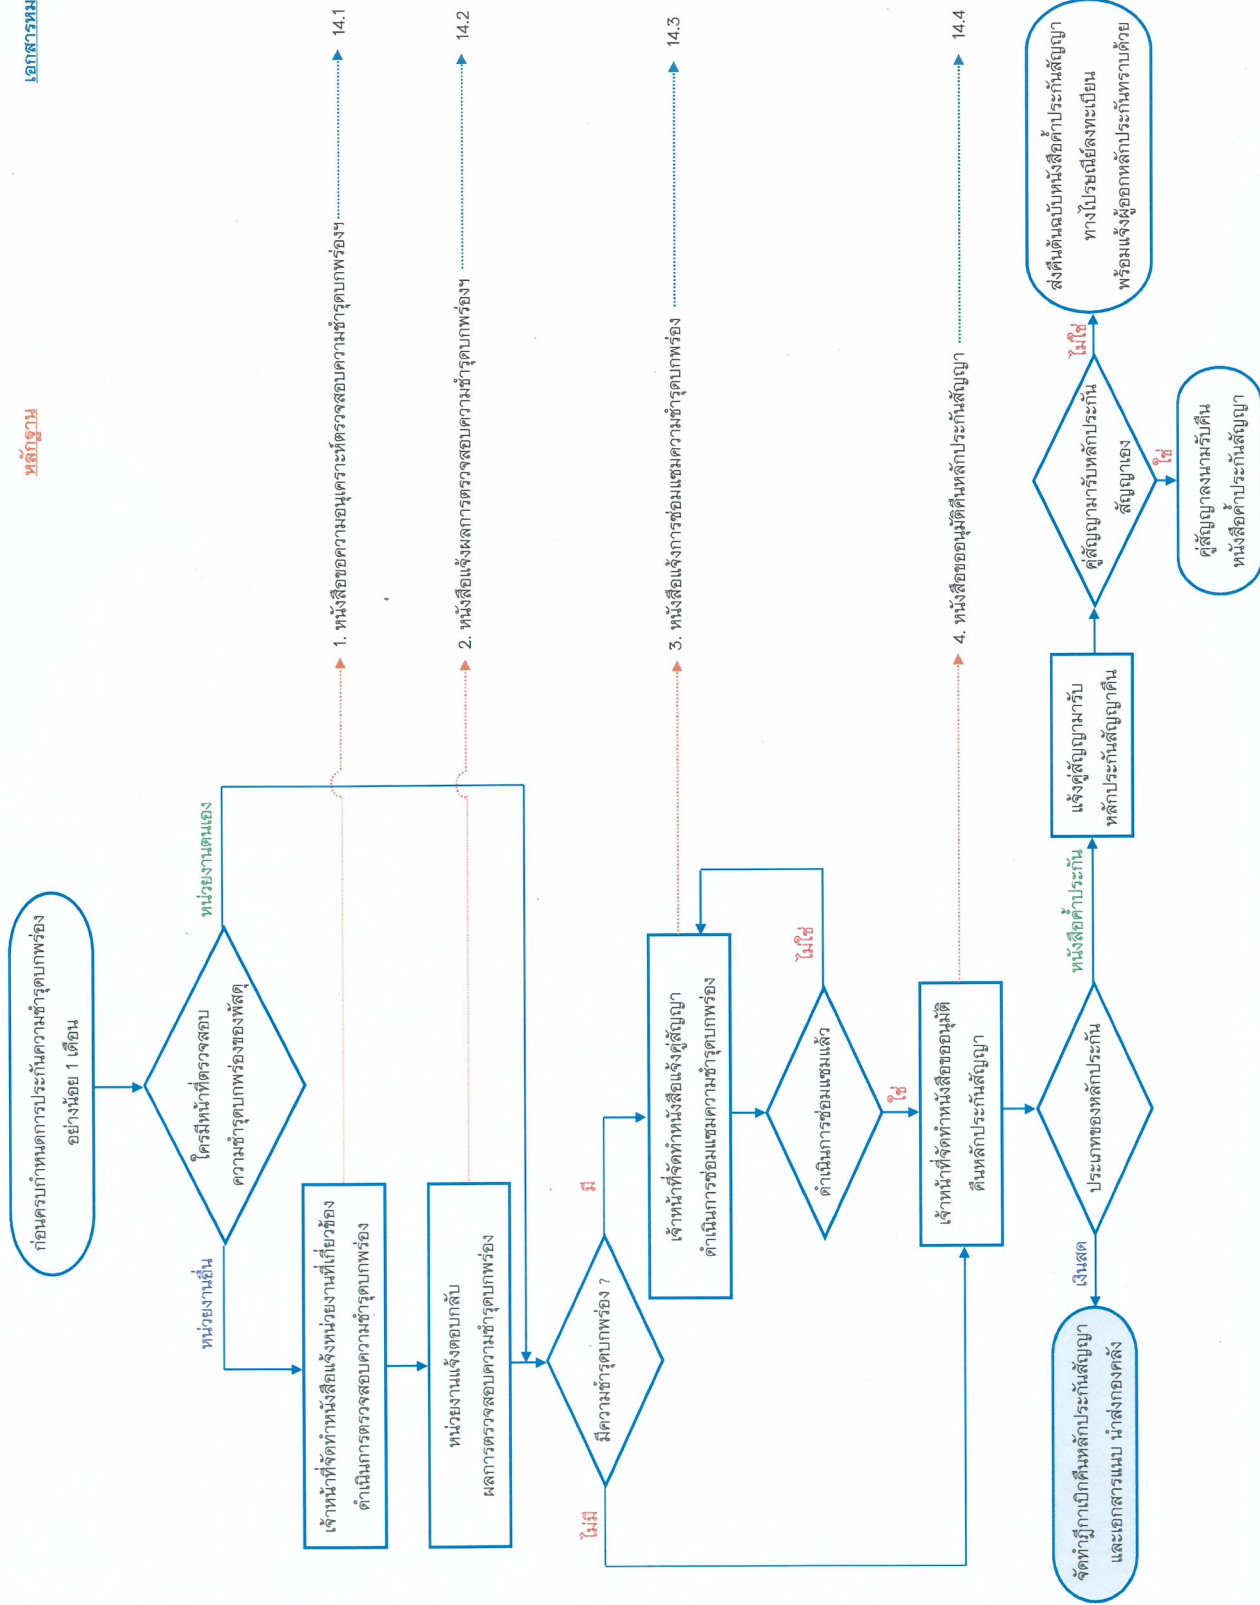 หลักฐาน
เอกสารหม
ก่อนครบกำหนดการประกันความชำรุดบกพร่อง
อย่างน้อย 1 เดือน
ใครมีหน้าที่ตรวจสอบ
ความชำรุดบกพร่องของพัสดุ
หน่วยงานอื่น
หน่วยงานตนเอง
เจ้าหน้าที่จัดทำหนังสือแจ้งหน่วยงานที่เกี่ยวข้อง
ดำเนินการตรวจสอบความชำรุดบกพร่อง
1. หนังสือขอความอนุเคราะห์ตรวจสอบความชำรุดบกพร่องฯ
14.1
หน่วยงานแจ้งตอบกลับ
ผลการตรวจสอบความชำรุดบกพร่อง
2. หนังสือแจ้งผลการตรวจสอบความชำรุดบกพร่องฯ
14.2
มีความชำรุดบกพร่อง ?
ไม่มี
มี
เจ้าหน้าที่จัดทำหนังสือแจ้งคู่สัญญา
ดำเนินการซ่อมแซมความชำรุดบกพร่อง
3. หนังสือแจ้งการซ่อมแซมความชำรุดบกพร่อง
14.3
ดำเนินการซ่อมแซมแล้ว
ไม่ใช่
ใช่
เจ้าหน้าที่จัดทำหนังสือขออนุมัติ
คืนหลักประกันสัญญา
4. หนังสือขออนุมัติคืนหลักประกันสัญญา
14.4
ประเภทของหลักประกัน
เงินสด
หนังสือค้ำประกัน
จัดทำฎีกาเบิกคืนหลักประกันสัญญา
และเอกสารแนบ นำส่งกองคลัง
แจ้งคู่สัญญามารับ
หลักประกันสัญญาคืน
คู่สัญญามารับหลักประกัน
สัญญาเอง
ไม่ใช่
ใช่
ส่งคืนต้นฉบับหนังสือค้ำประกันสัญญา
ทางไปรษณีย์ลงทะเบียน
พร้อมแจ้งผู้ออกหลักประกันทราบด้วย
คู่สัญญาลงนามรับคืน
หนังสือค้ำประกันสัญญา